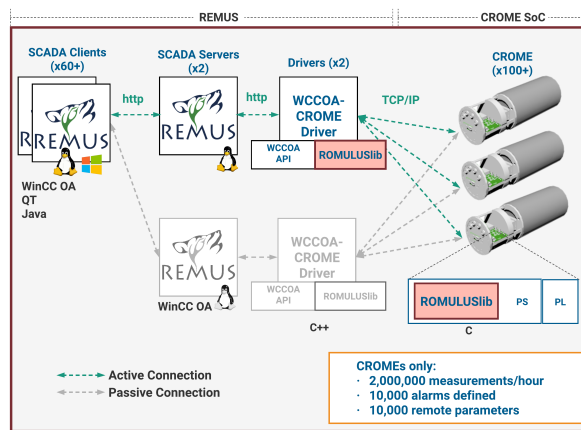 REMUS
CROME SoC
SCADA Clients
(x60+)
SCADA Servers
(x2)
Drivers (x2)
CROME
(x100+)
R
REMUS
http
REMUS
http
WCCOA-
CROME
Driver
TCP/IP
WCCOA
API
ROMULUSlib
WinCC OA
QT
Java
REMUS
WinCC OA
WCCOA-
CROME
Driver
WCCOA
API
ROMULUSlib
C++
ROMULUSlib
PS
PL
C
Active Connection
Passive Connection
CROMEs only:
· 2,000,000 measurements/hour
· 10,000 alarms defined
· 10,000 remote parameters